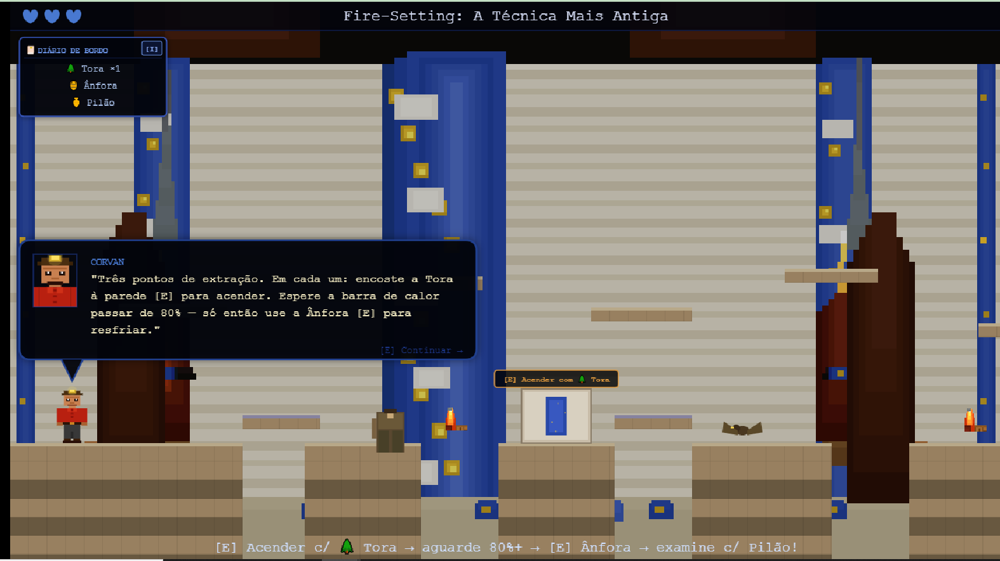 Fire-Setting: A Técnica Mais Antiga
DIÁRIO DE BORDO [I]
Tora ×1
Ânfora
Pilão
CORVAN
"Três pontos de extração. Em cada um: encoste a Tora
à parede [E] para acender. Espere a barra de calor
passar de 80% — só então use a Ânfora [E] para
resfriar."
[E] Continuar →
[E] Acender com Tora
[E] Acender c/ Tora → aguarde 80%+ → [E] Ânfora → examine c/ Pilão!